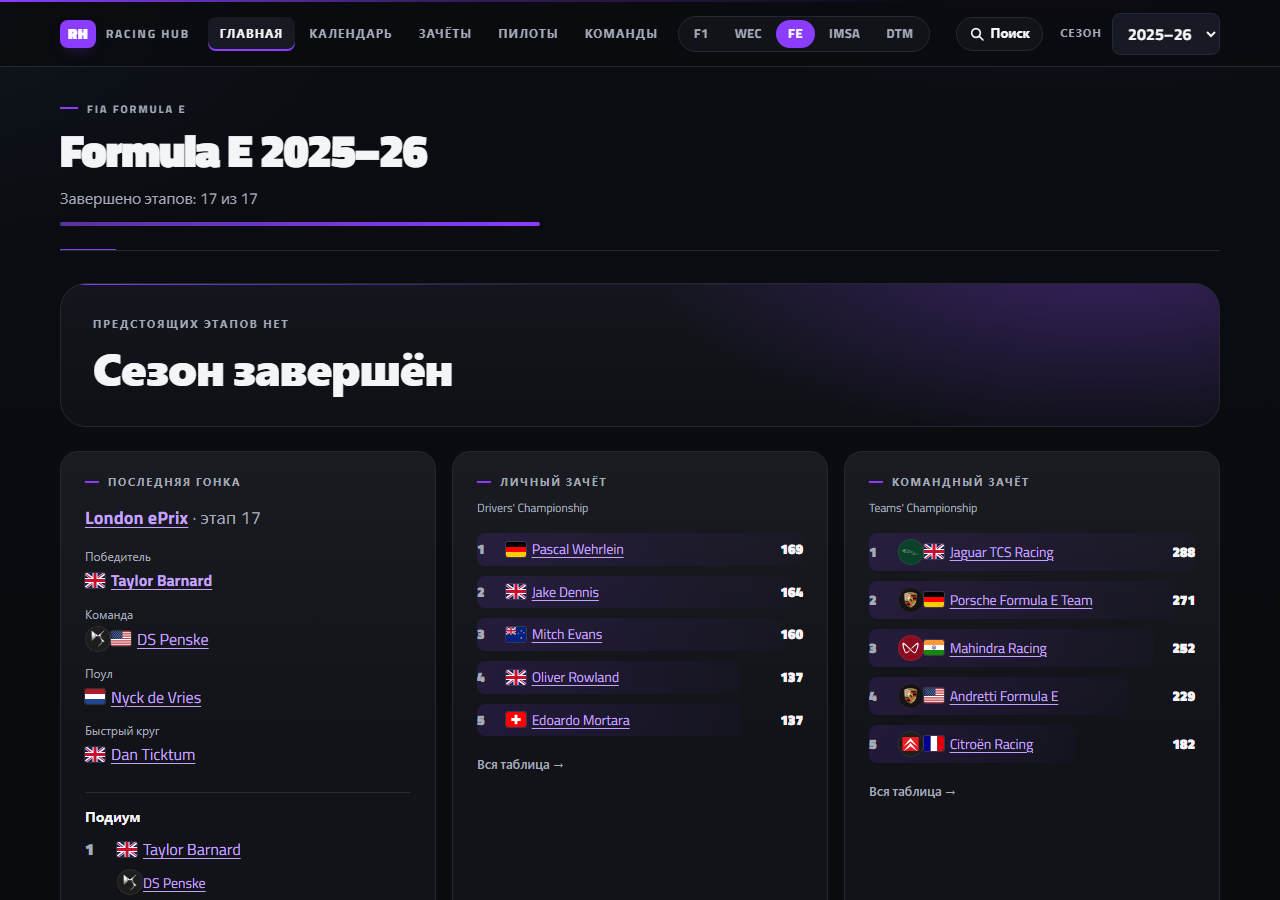 RH RACING HUB ГЛАВНАЯ КАЛЕНДАРЬ ЗАЧЁТЫ ПИЛОТЫ КОМАНДЫ F1 WEC FE IMSA DTM Поиск СЕЗОН 2025–26
FIA FORMULA E
Formula E 2025–26
Завершено этапов: 17 из 17
ПРЕДСТОЯЩИХ ЭТАПОВ НЕТ
Сезон завершён
ПОСЛЕДНЯЯ ГОНКА
London ePrix · этап 17
Победитель
Taylor Barnard
Команда
DS Penske
Поул
Nyck de Vries
Быстрый круг
Dan Ticktum
Подиум
1 Taylor Barnard
DS Penske
ЛИЧНЫЙ ЗАЧЁТ
Drivers' Championship
1 Pascal Wehrlein 169
2 Jake Dennis 164
3 Mitch Evans 160
4 Oliver Rowland 137
5 Edoardo Mortara 137
Вся таблица →
КОМАНДНЫЙ ЗАЧЁТ
Teams' Championship
1 Jaguar TCS Racing 288
2 Porsche Formula E Team 271
3 Mahindra Racing 252
4 Andretti Formula E 229
5 Citroën Racing 182
Вся таблица →